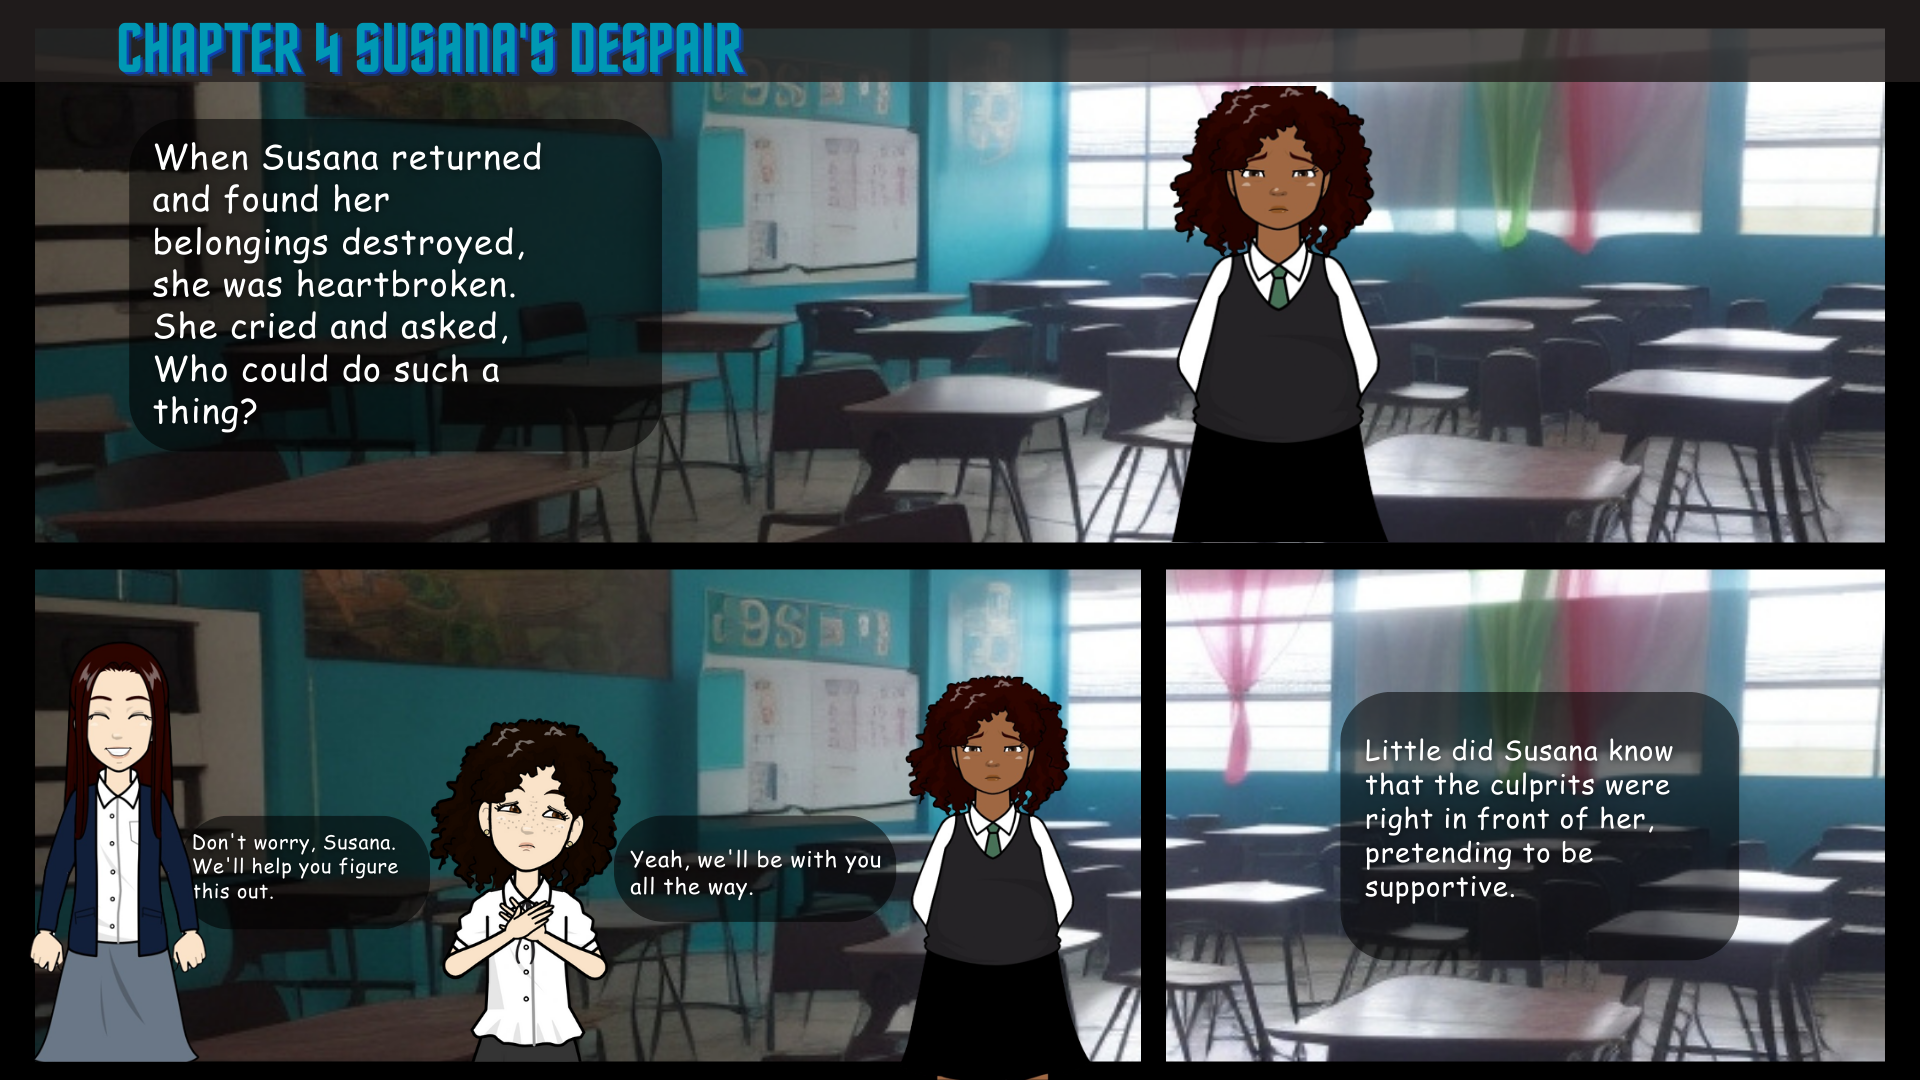 CHAPTER 4 SUSANA'S DESPAIR
When Susana returned
and found her
belongings destroyed,
she was heartbroken.
She cried and asked,
Who could do such a
thing?
Don't worry, Susana.
We'll help you figure
this out.
Yeah, we'll be with you
all the way.
Little did Susana know
that the culprits were
right in front of her,
pretending to be
supportive.